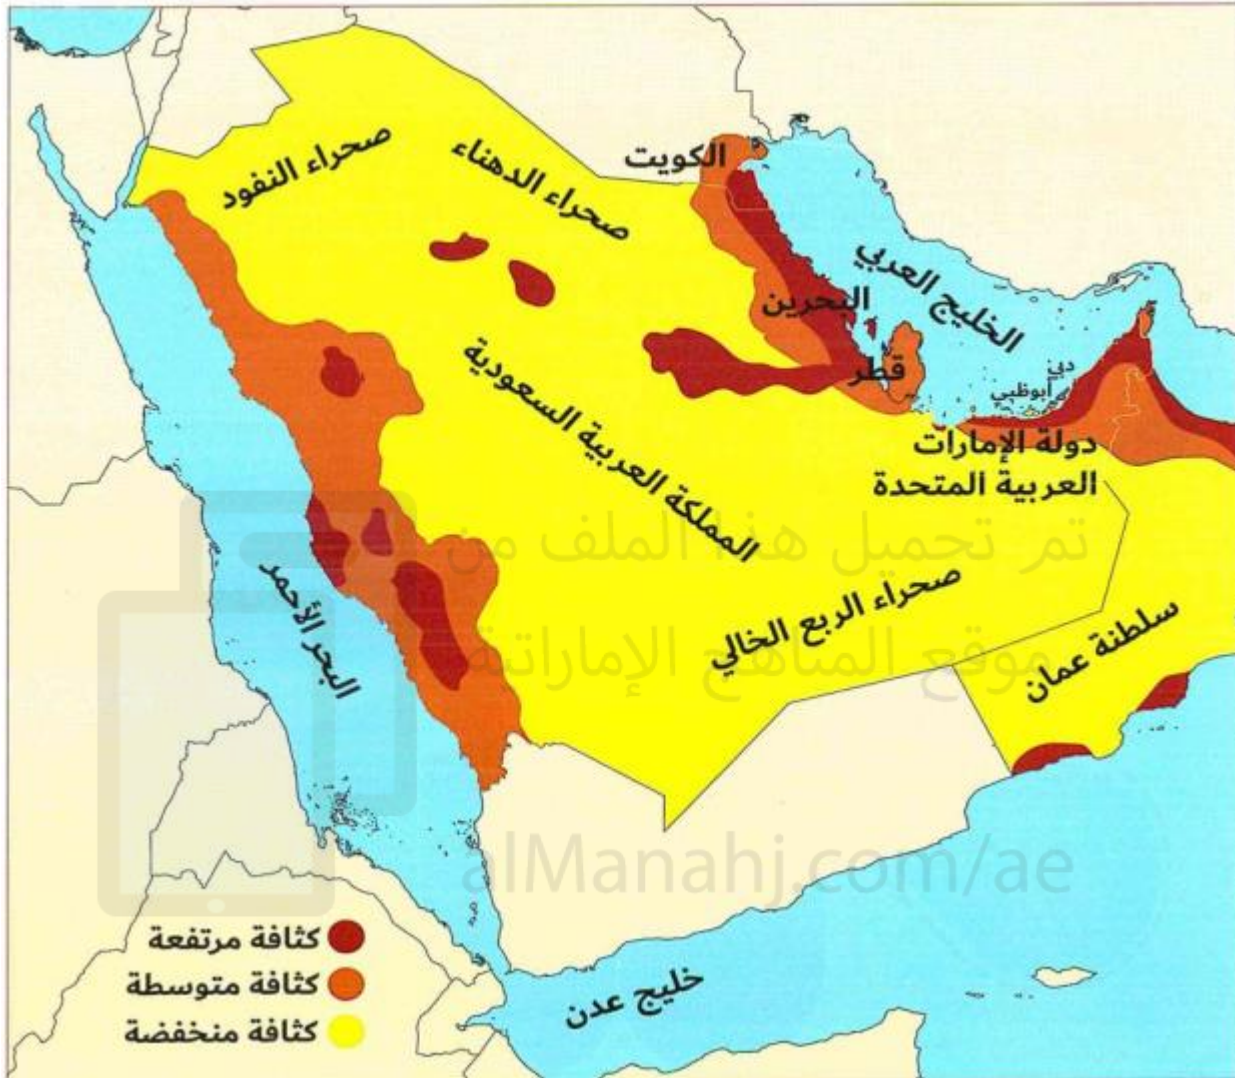 صحراء النفود
صحراء الدهناء
الكويت
الخليج العربي
البحرين
قطر
دبي
أبوظبي
دولة الإمارات
العربية المتحدة
المملكة العربية السعودية
تم تحميل هذا الملف من
صحراء الربع الخالي
موقع المناهج الإماراتية
سلطنة عمان
البحر الأحمر
alManahj.com/ae
كثافة مرتفعة
كثافة متوسطة
كثافة منخفضة
خليج عدن